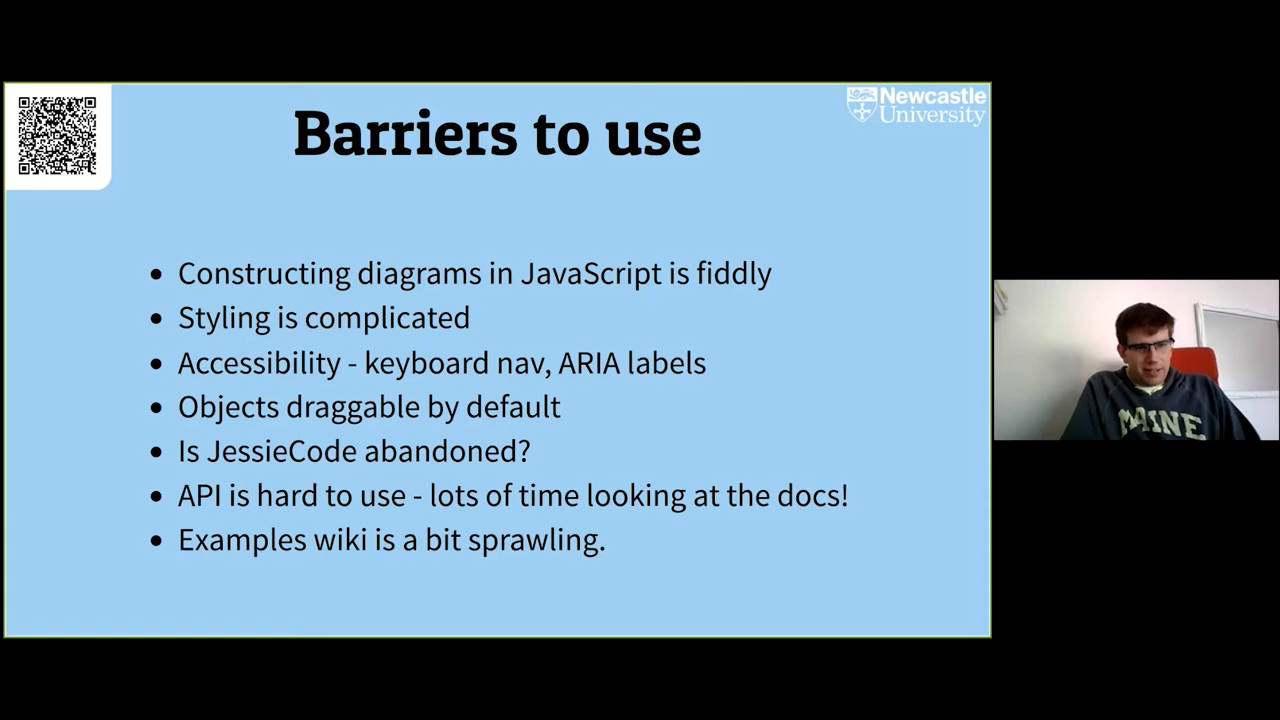 Newcastle
University
Barriers to use
Constructing diagrams in JavaScript is fiddly
Styling is complicated
Accessibility - keyboard nav, ARIA labels
Objects draggable by default
Is JessieCode abandoned?
API is hard to use - lots of time looking at the docs!
Examples wiki is a bit sprawling.
MAINE